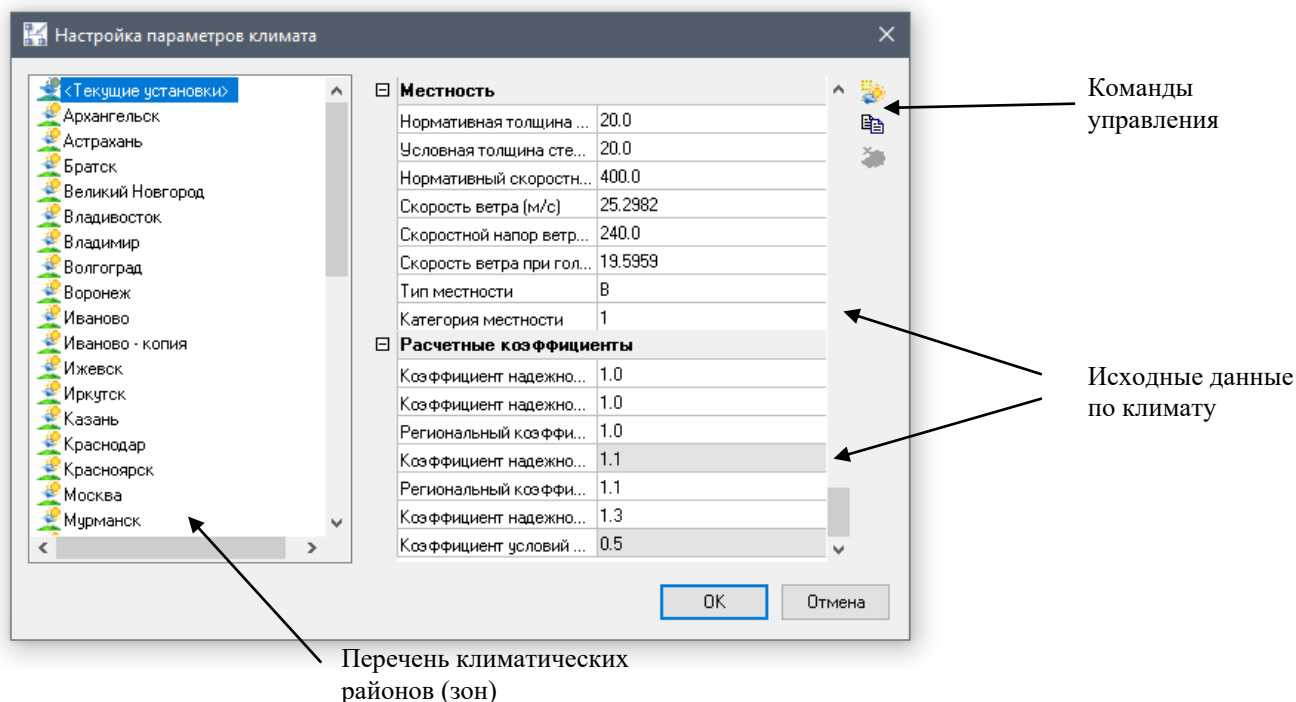 Настройка параметров климата
<Текущие установки>
Архангельск
Астрахань
Братск
Великий Новгород
Владивосток
Владимир
Волгоград
Воронеж
Иваново
Иваново - копия
Ижевск
Иркутск
Казань
Краснодар
Красноярск
Москва
Мурманск
Местность
Нормативная толщина ... 20.0
Условная толщина сте... 20.0
Нормативный скоростн... 400.0
Скорость ветра (м/с) 25.2982
Скоростной напор ветр... 240.0
Скорость ветра при гол... 19.5959
Тип местности B
Категория местности 1
Расчетные коэффициенты
Коэффициент надежно... 1.0
Коэффициент надежно... 1.0
Региональный коэффи... 1.0
Коэффициент надежно... 1.1
Региональный коэффи... 1.1
Коэффициент надежно... 1.3
Коэффициент условий ... 0.5
OK
Отмена
Команды
управления
Исходные данные
по климату
Перечень климатических
районов (зон)